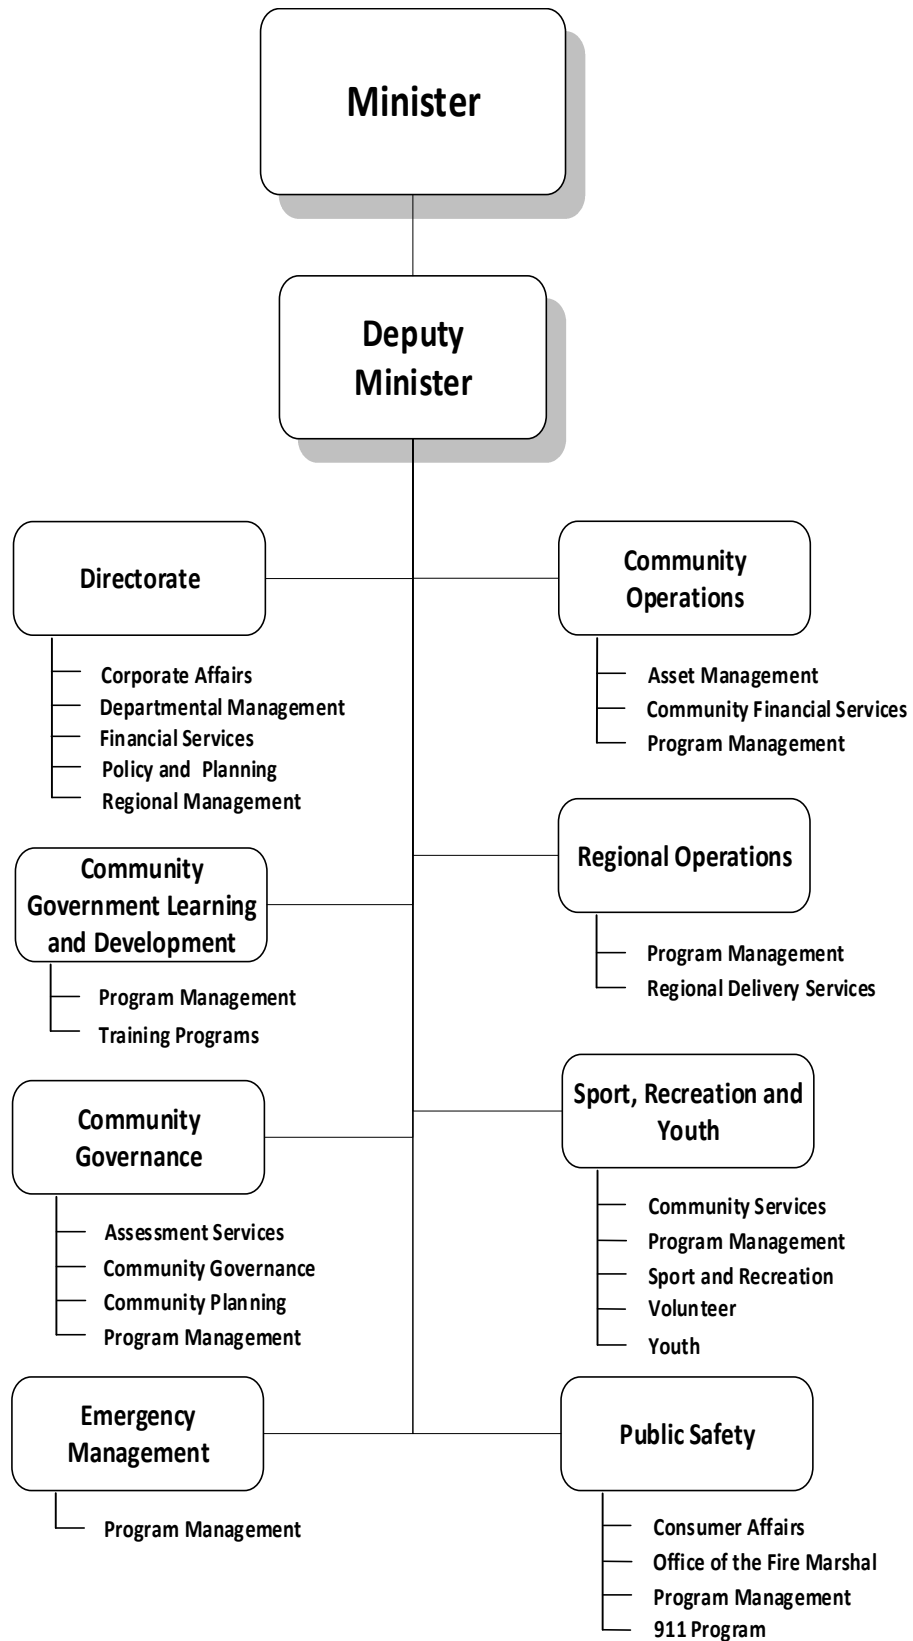 Minister
Deputy
Minister
Directorate
Corporate Affairs
Departmental Management
Financial Services
Policy and Planning
Regional Management
Community
Operations
Asset Management
Community Financial Services
Program Management
Community
Government Learning
and Development
Program Management
Training Programs
Regional Operations
Program Management
Regional Delivery Services
Community
Governance
Assessment Services
Community Governance
Community Planning
Program Management
Sport, Recreation and
Youth
Community Services
Program Management
Sport and Recreation
Volunteer
Youth
Emergency
Management
Program Management
Public Safety
Consumer Affairs
Office of the Fire Marshal
Program Management
911 Program